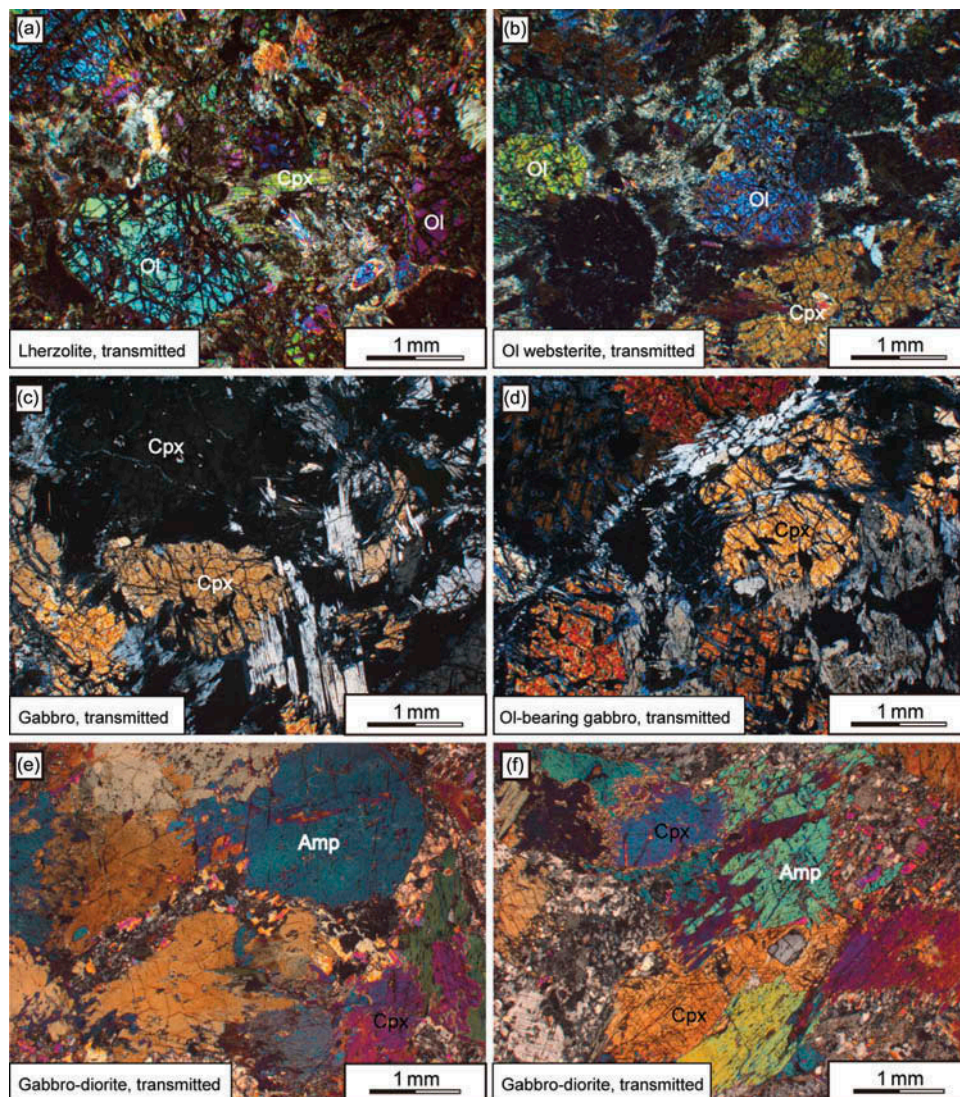 (a)
Cpx
Ol
Ol
Lherzolite, transmitted
1 mm
(b)
Ol
Ol
Cpx
Ol websterite, transmitted
1 mm
(c)
Cpx
Cpx
Gabbro, transmitted
1 mm
(d)
Cpx
Ol-bearing gabbro, transmitted
1 mm
(e)
Amp
Cpx
Gabbro-diorite, transmitted
1 mm
(f)
Cpx
Amp
Cpx
Gabbro-diorite, transmitted
1 mm